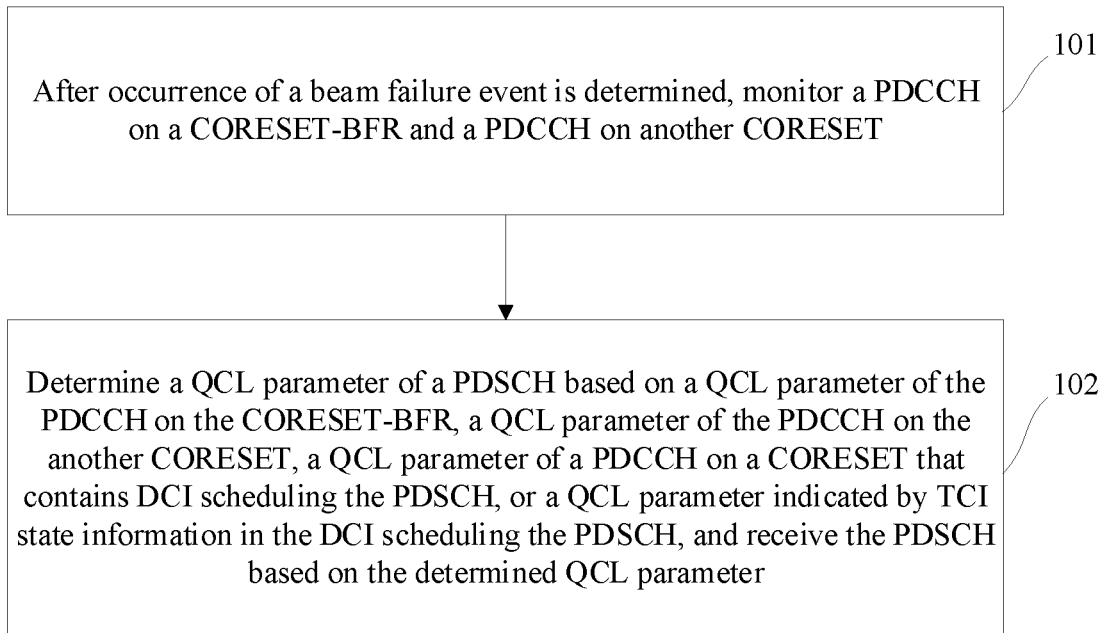 101
After occurrence of a beam failure event is determined, monitor a PDCCH
on a CORESET-BFR and a PDCCH on another CORESET
102
Determine a QCL parameter of a PDSCH based on a QCL parameter of the
PDCCH on the CORESET-BFR, a QCL parameter of the PDCCH on the
another CORESET, a QCL parameter of a PDCCH on a CORESET that
contains DCI scheduling the PDSCH, or a QCL parameter indicated by TCI
state information in the DCI scheduling the PDSCH, and receive the PDSCH
based on the determined QCL parameter